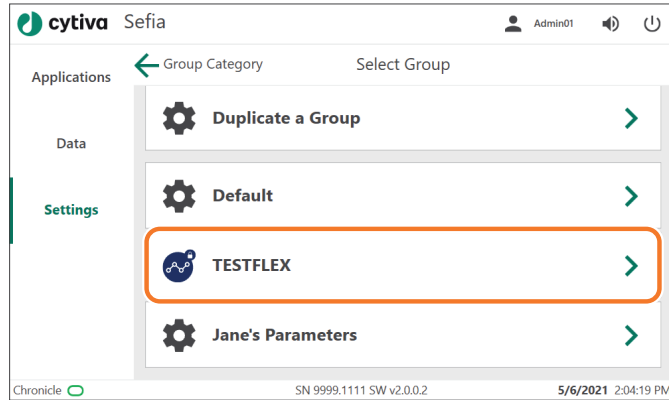 cytiva Sefia Admin01
Applications
Group Category Select Group
Duplicate a Group
Data
Default
Settings
TESTFLEX
Jane's Parameters
Chronicle SN 9999.1111 SW v2.0.0.2 5/6/2021 2:04:19 PM